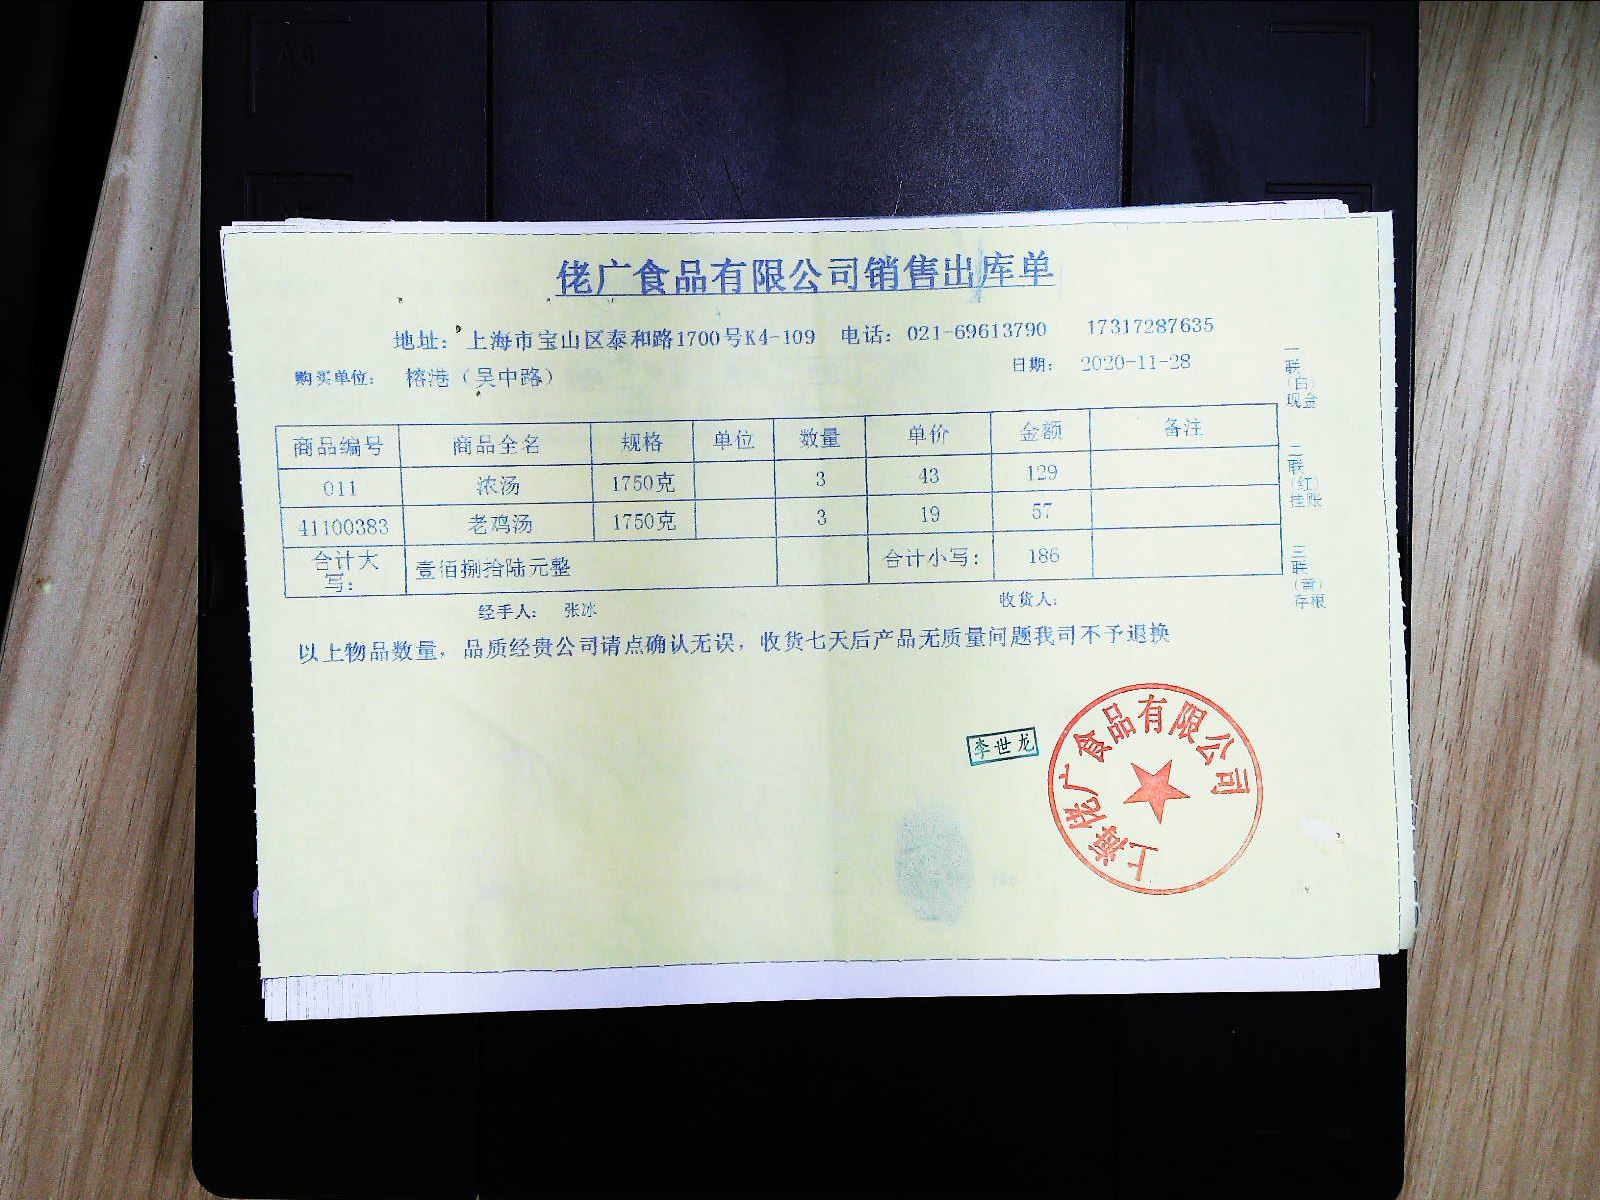 佬广食品有限公司销售出库单
地址：上海市宝山区泰和路1700号K4-109 电话：021-69613790 17317287635
购买单位： 榕港（吴中路） 日期： 2020-11-28
商品编号 商品全名 规格 单位 数量 单价 金额 备注
011 浓汤 1750克 3 43 129
41100383 老鸡汤 1750克 3 19 57
合计大写： 壹佰捌拾陆元整 合计小写： 186
经手人： 张冰 收货人：
以上物品数量，品质经贵公司请点确认无误，收货七天后产品无质量问题我司不予退换
一联（白）现金
二联（红）挂账
三联（黄）存根
李世龙
上海佬广食品有限公司
A4